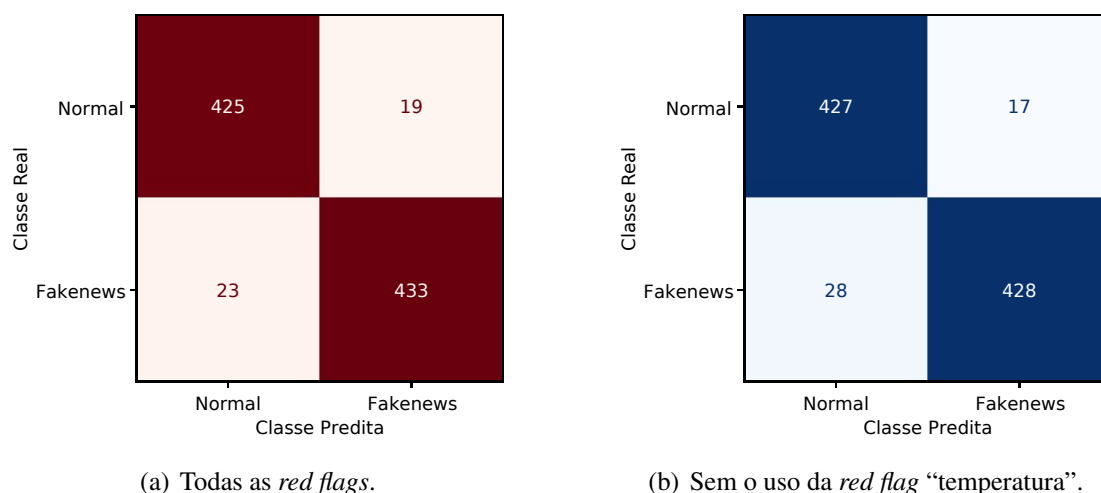 Classe Real
Normal
425
19
Fakenews
23
433
Normal
Fakenews
Classe Predita
(a) Todas as red flags.
Classe Real
Normal
427
17
Fakenews
28
428
Normal
Fakenews
Classe Predita
(b) Sem o uso da red flag “temperatura”.